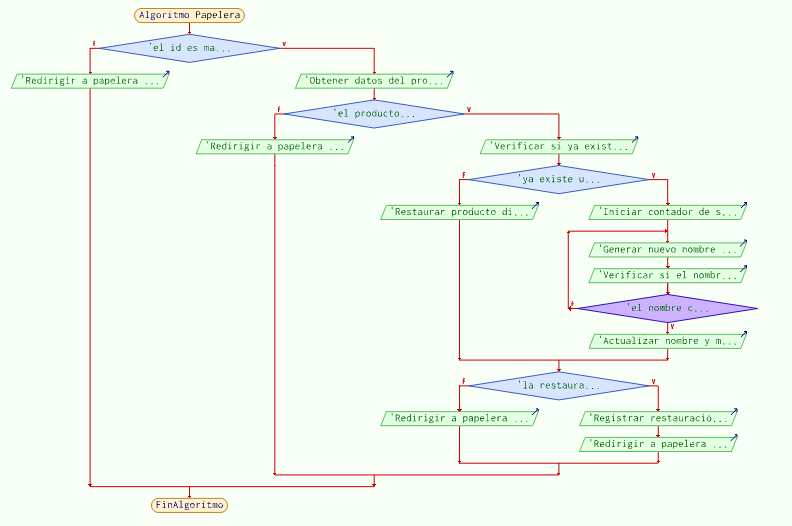 Algoritmo Papelera
'el id es ma...
F
V
'Redirigir a papelera ...
'Obtener datos del pro...
'el producto...
F
V
'Redirigir a papelera ...
'Verificar si ya exist...
'ya existe u...
F
V
'Restaurar producto di...
'Iniciar contador de s...
'Generar nuevo nombre ...
'Verificar si el nombr...
'el nombre c...
F
V
'Actualizar nombre y m...
'la restaura...
F
V
'Redirigir a papelera ...
'Registrar restauració...
'Redirigir a papelera ...
FinAlgoritmo